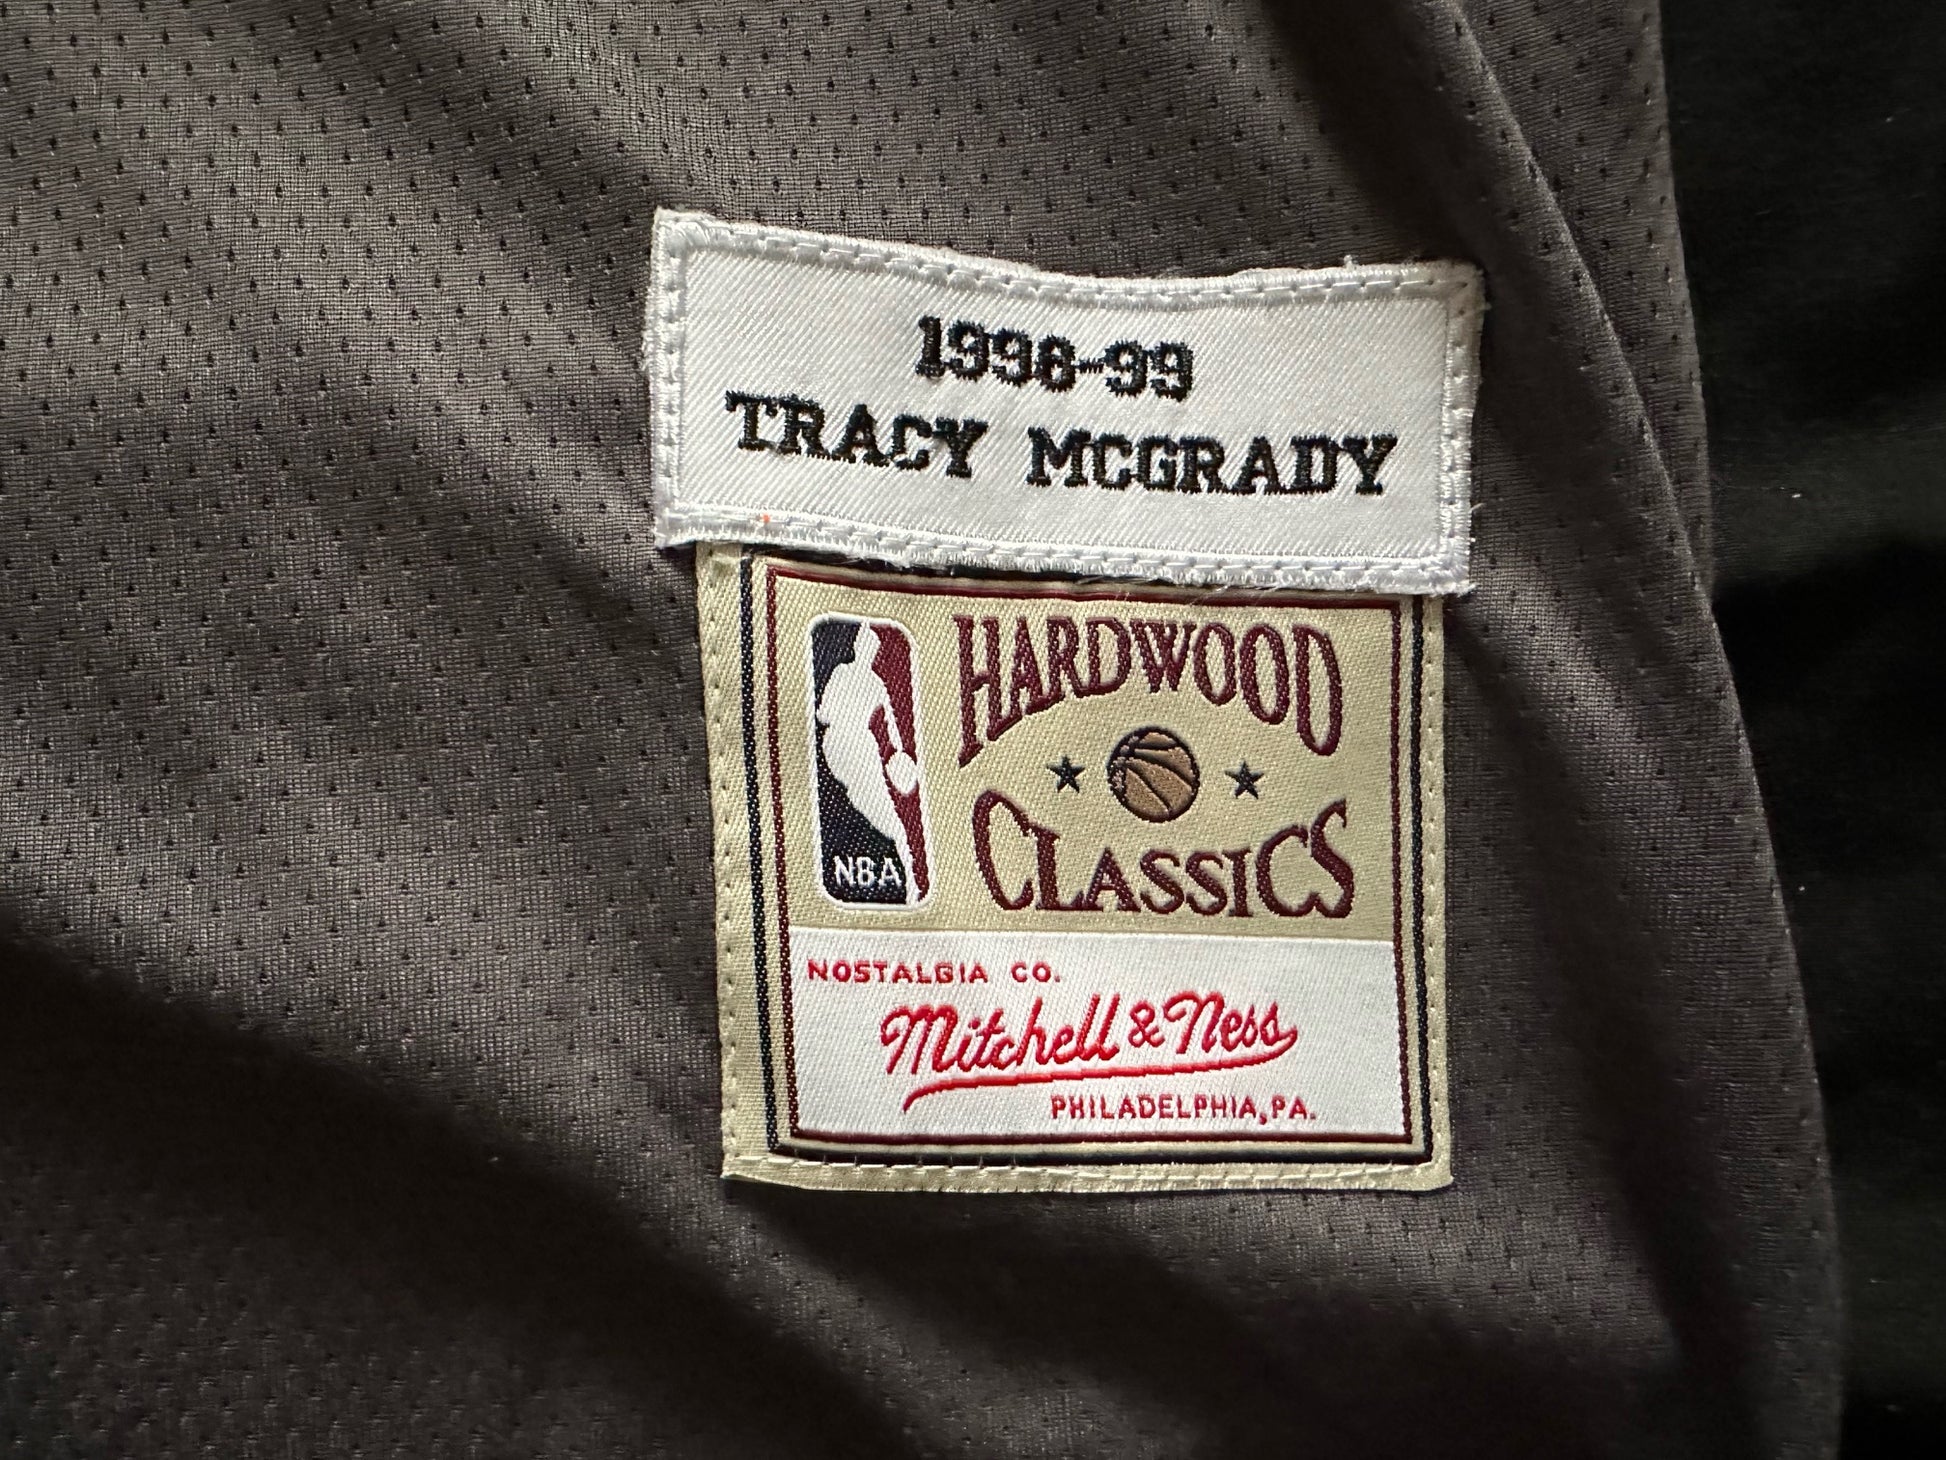 1998-99
TRACY MCGRADY
HARDWOOD
CLASSICS
NBA
NOSTALGIA CO.
Mitchell & Ness
PHILADELPHIA, PA.